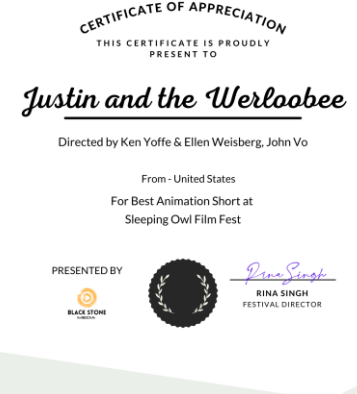 CERTIFICATE OF APPRECIATION
THIS CERTIFICATE IS PROUDLY
PRESENT TO
Justin and the Werloobee
Directed by Ken Yoffe & Ellen Weisberg, John Vo
From - United States
For Best Animation Short at
Sleeping Owl Film Fest
PRESENTED BY
BLACK STONE
Rina Singh
RINA SINGH
FESTIVAL DIRECTOR